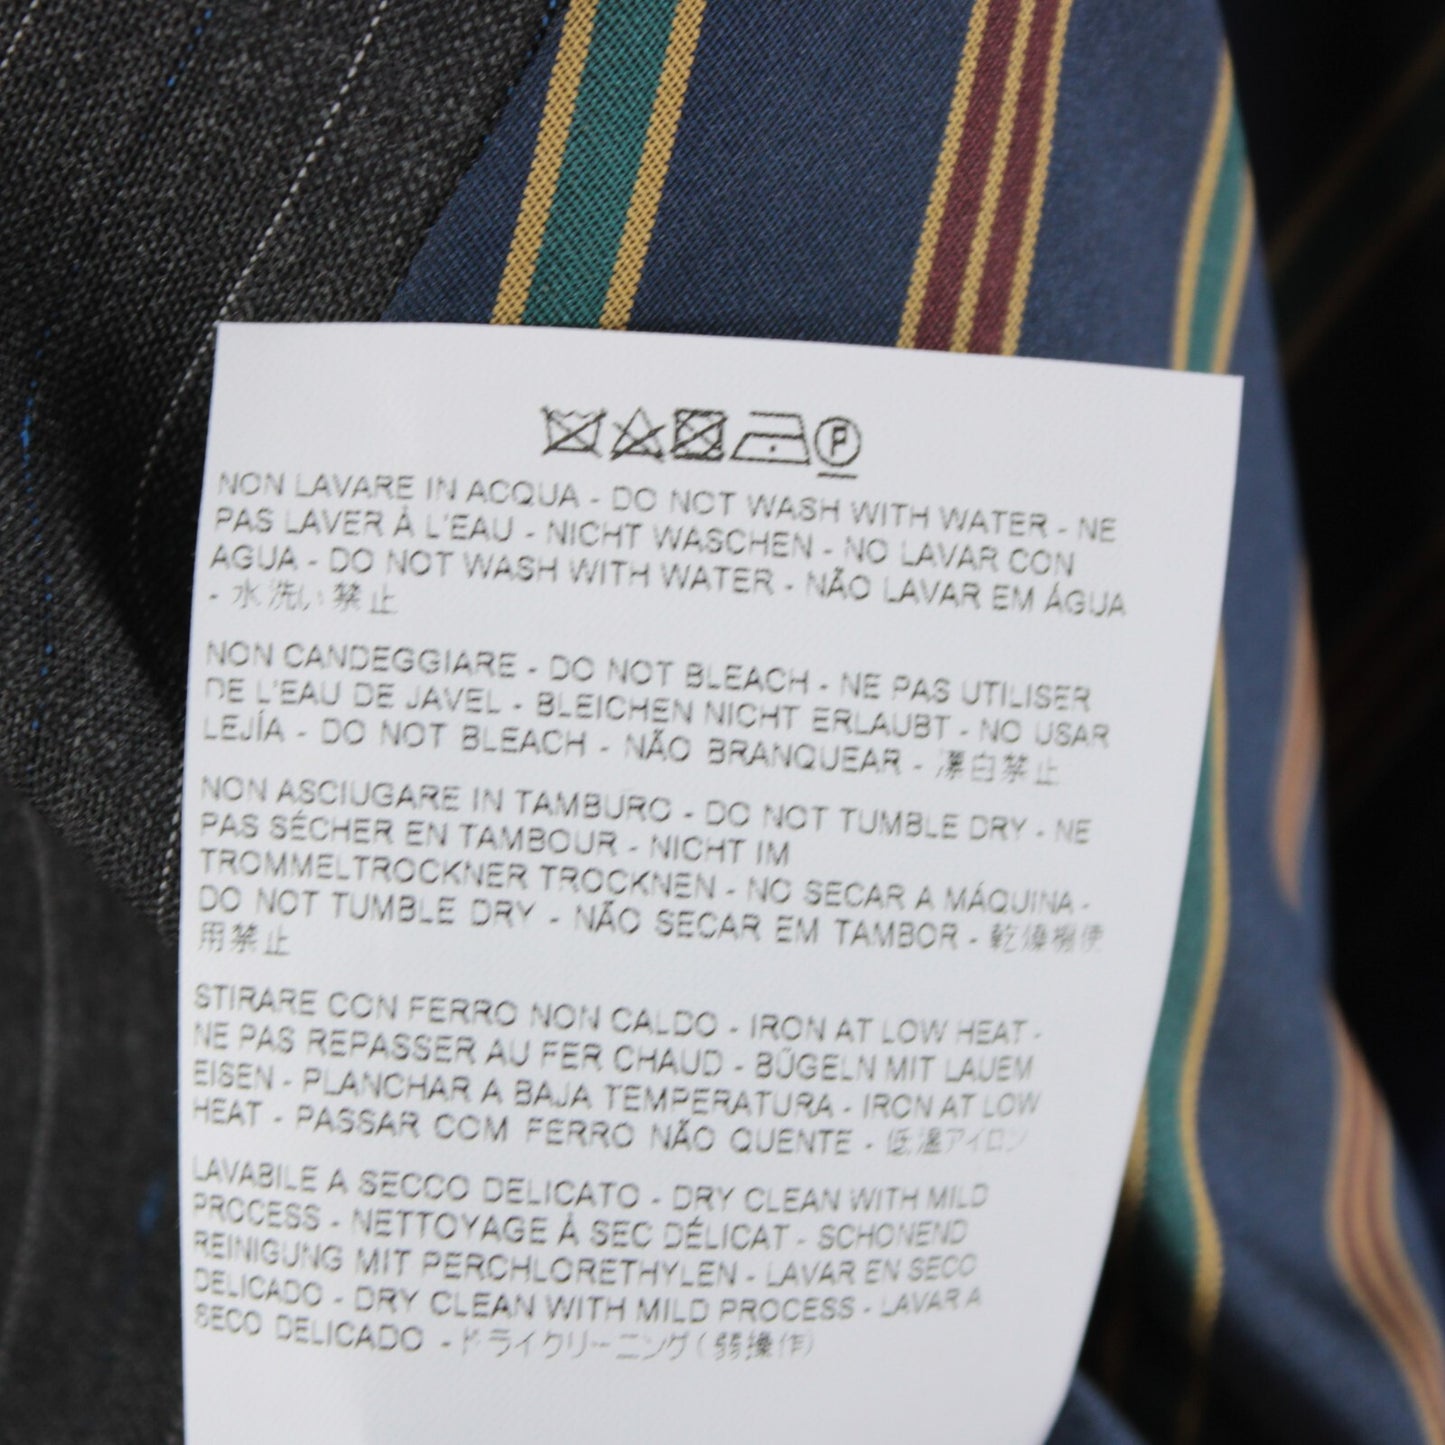 P
NON LAVARE IN ACQUA - DO NOT WASH WITH WATER - NE
PAS LAVER À L'EAU - NICHT WASCHEN - NO LAVAR CON
AGUA - DO NOT WASH WITH WATER - NÃO LAVAR EM ÁGUA
- 水洗い禁止
NON CANDEGGIARE - DO NOT BLEACH - NE PAS UTILISER
DE L'EAU DE JAVEL - BLEICHEN NICHT ERLAUBT - NO USAR
LEJÍA - DO NOT BLEACH - NÃO BRANQUEAR - 漂白禁止
NON ASCIUGARE IN TAMBURO - DO NOT TUMBLE DRY - NE
PAS SÉCHER EN TAMBOUR - NICHT IM
TROMMELTROCKNER TROCKNEN - NO SECAR A MÁQUINA -
DO NOT TUMBLE DRY - NÃO SECAR EM TAMBOR - 乾燥機使
用禁止
STIRARE CON FERRO NON CALDO - IRON AT LOW HEAT -
NE PAS REPASSER AU FER CHAUD - BÜGELN MIT LAUEM
EISEN - PLANCHAR A BAJA TEMPERATURA - IRON AT LOW
HEAT - PASSAR COM FERRO NÃO QUENTE - 低温アイロン
LAVABILE A SECCO DELICATO - DRY CLEAN WITH MILD
PROCESS - NETTOYAGE À SEC DÉLICAT - SCHONEND
REINIGUNG MIT PERCHLORETHYLEN - LAVAR EN SECO
DELICADO - DRY CLEAN WITH MILD PROCESS - LAVAR A
SECO DELICADO - ドライクリーニング(弱操作)